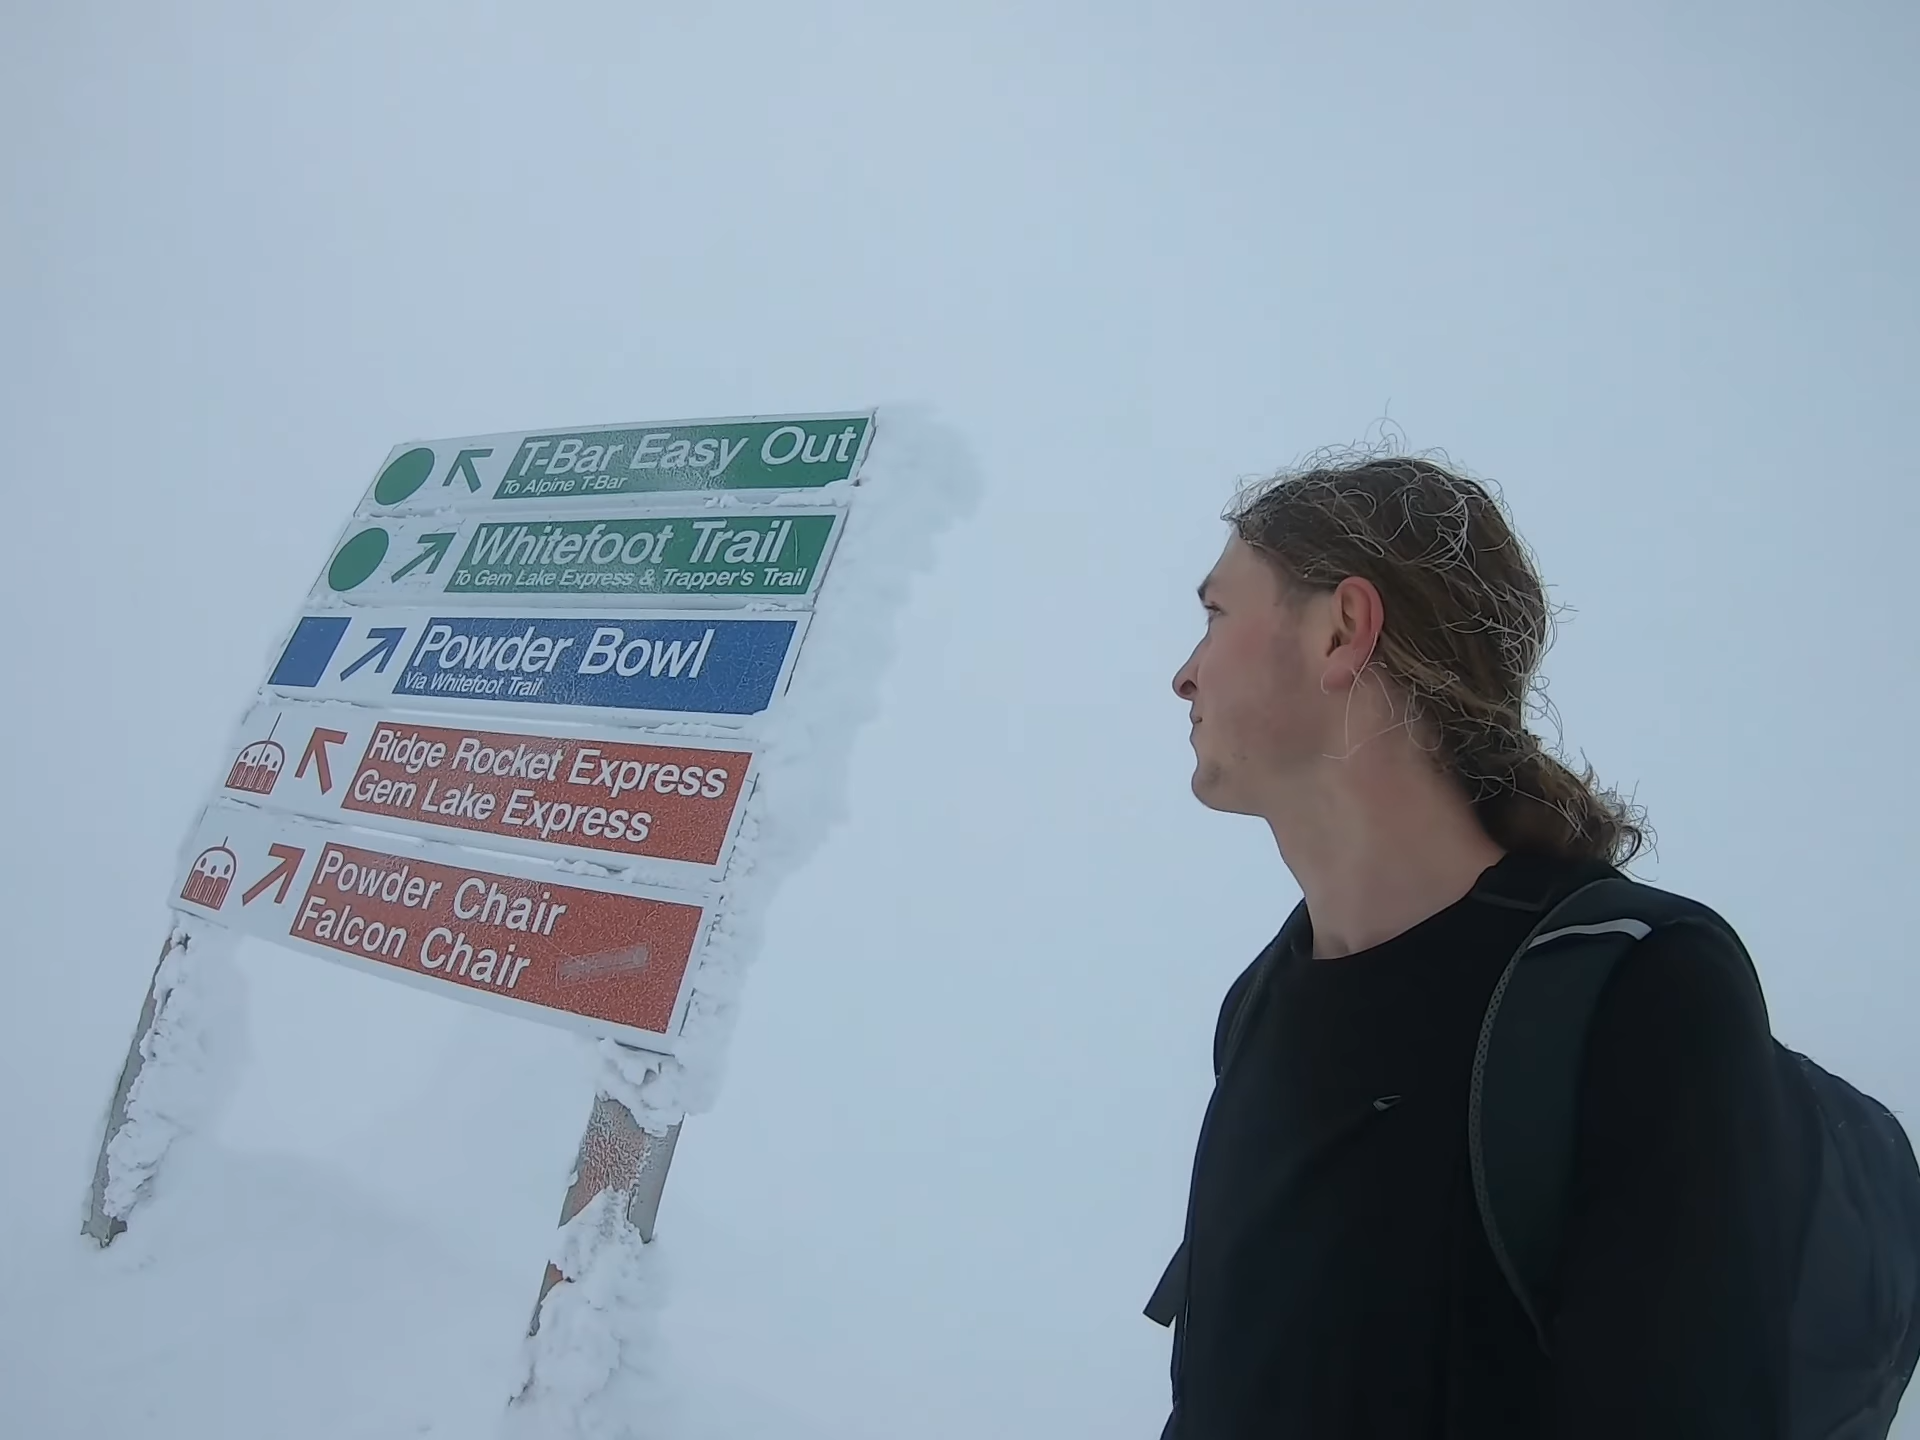 T-Bar Easy Out
To Alpine T-Bar
Whitefoot Trail
To Gem Lake Express & Trapper's Trail
Powder Bowl
Via Whitefoot Trail
Ridge Rocket Express
Gem Lake Express
Powder Chair
Falcon Chair